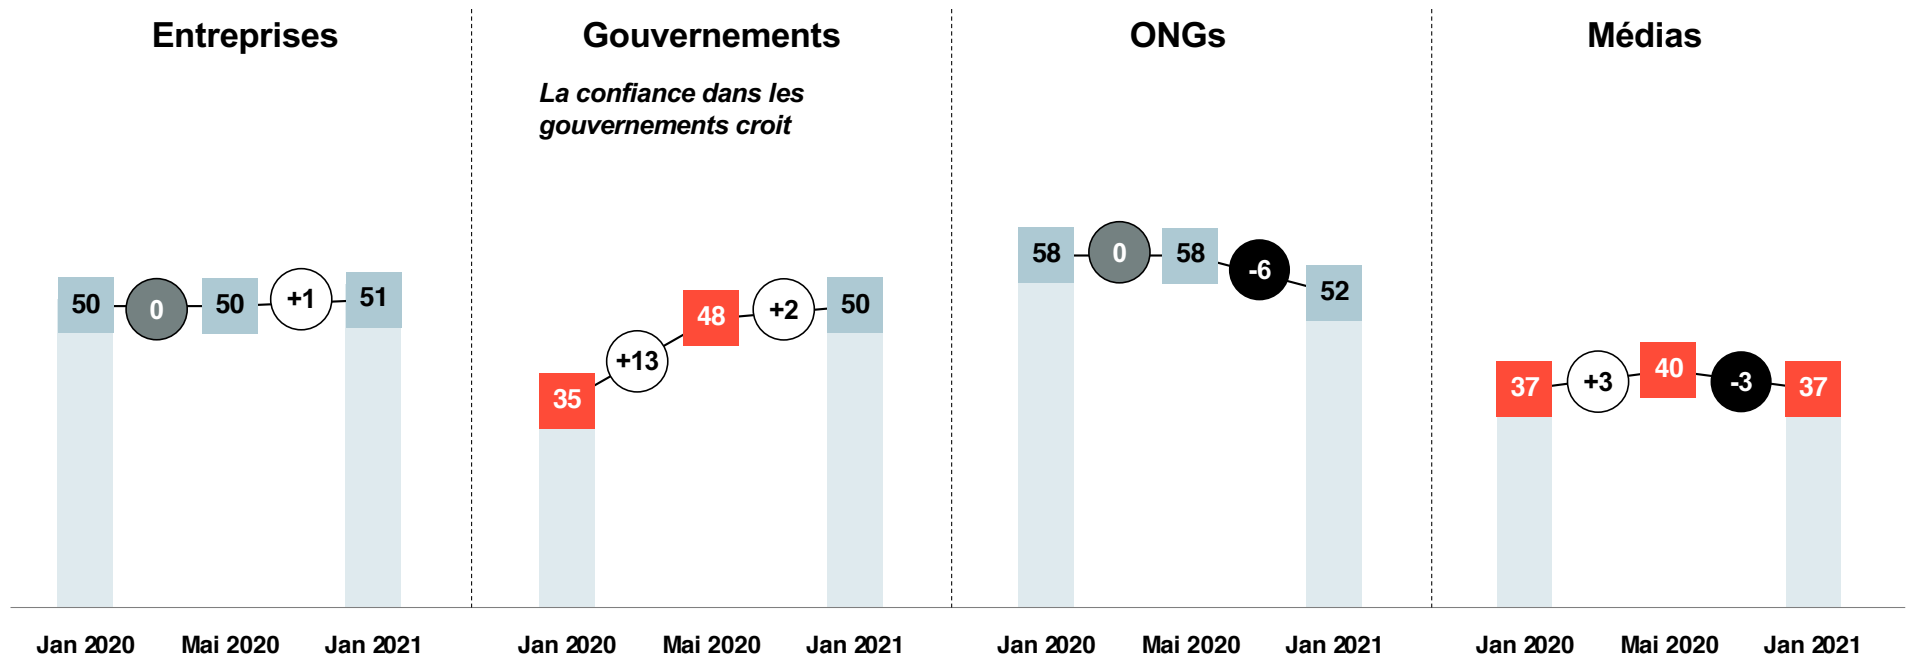 Entreprises
50
0
50
+1
51
Jan 2020
Mai 2020
Jan 2021
Gouvernements
La confiance dans les
gouvernements croit
35
+13
48
+2
50
Jan 2020
Mai 2020
Jan 2021
ONGs
58
0
58
-6
52
Jan 2020
Mai 2020
Jan 2021
Médias
37
+3
40
-3
37
Jan 2020
Mai 2020
Jan 2021